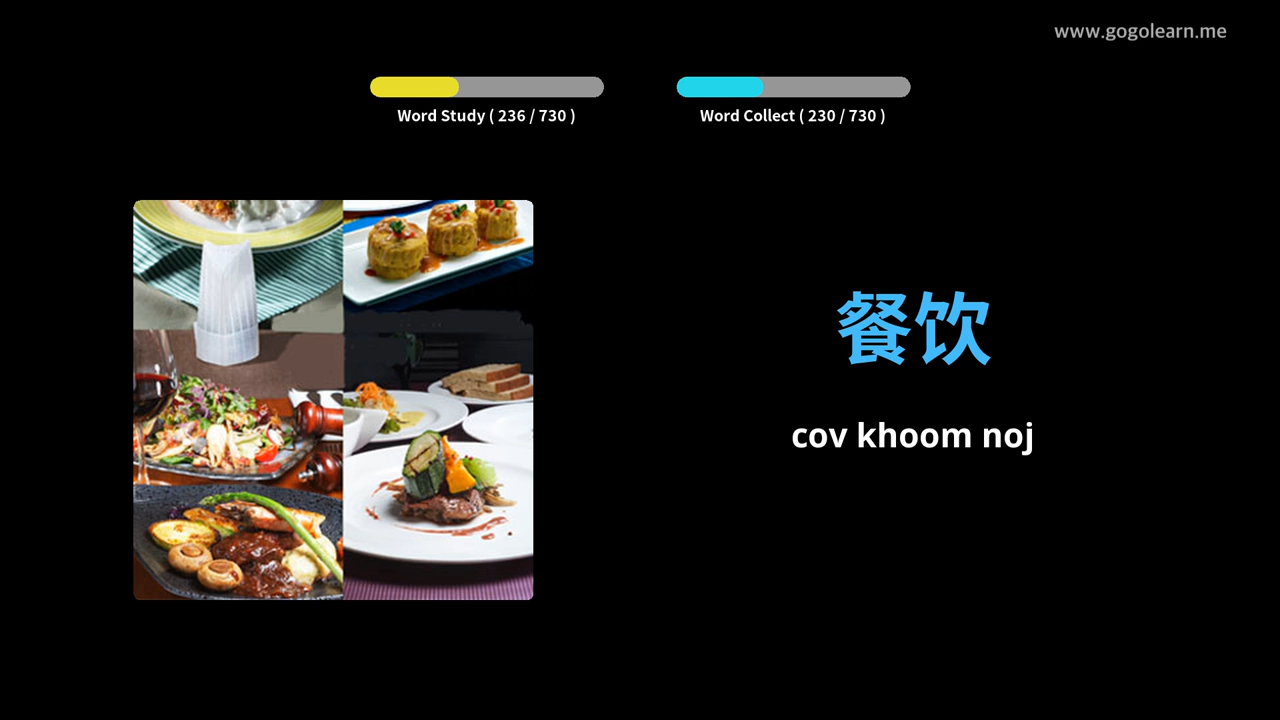 www.gogolearn.me
Word Study ( 236 / 730 )
Word Collect ( 230 / 730 )
餐饮
cov khoom noj